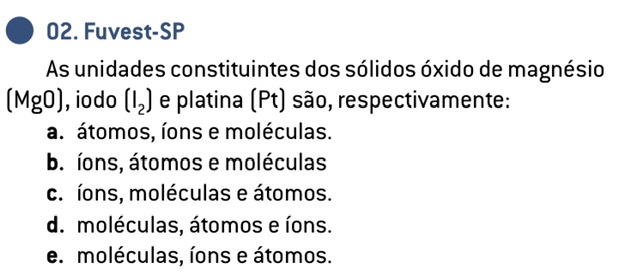 02. Fuvest-SP
As unidades constituintes dos sólidos óxido de magnésio
(MgO), iodo (I₂) e platina (Pt) são, respectivamente:
a. átomos, íons e moléculas.
b. íons, átomos e moléculas
c. íons, moléculas e átomos.
d. moléculas, átomos e íons.
e. moléculas, íons e átomos.